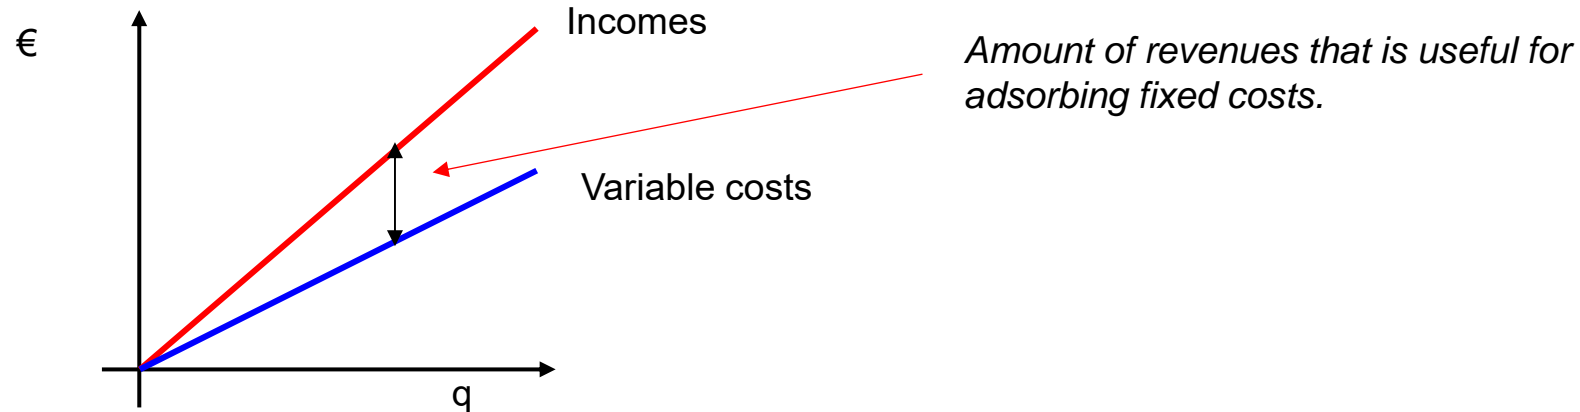 €
Incomes
Amount of revenues that is useful for
adsorbing fixed costs.
Variable costs
q